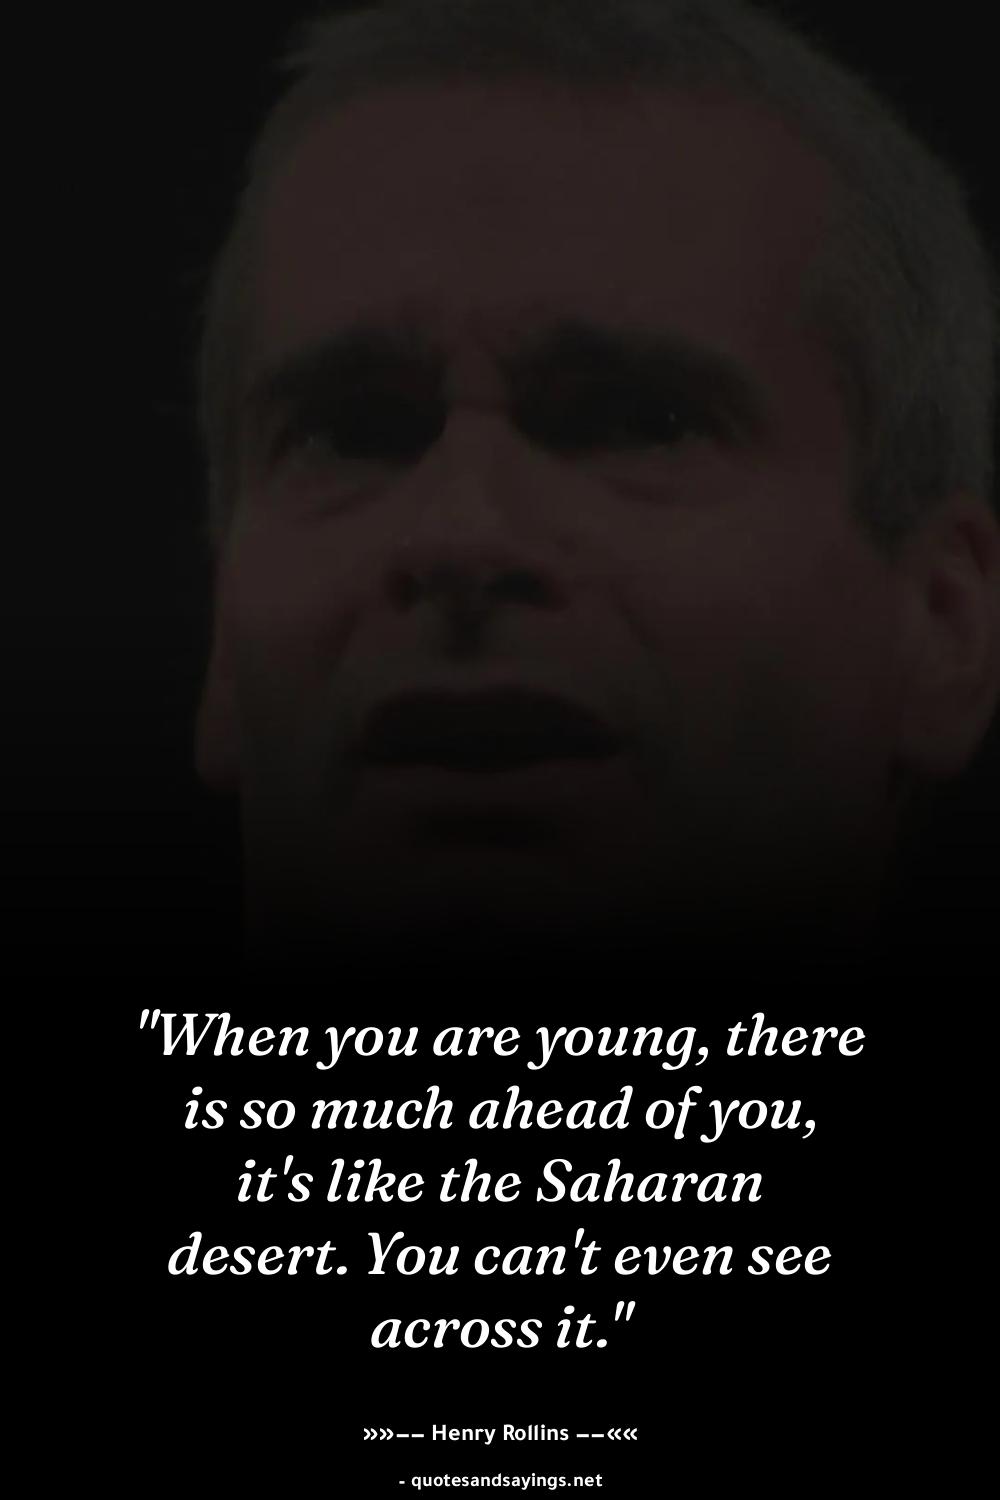 "When you are young, there
is so much ahead of you,
it's like the Saharan
desert. You can't even see
across it."
»»–– Henry Rollins ––««
- quotesandsayings.net